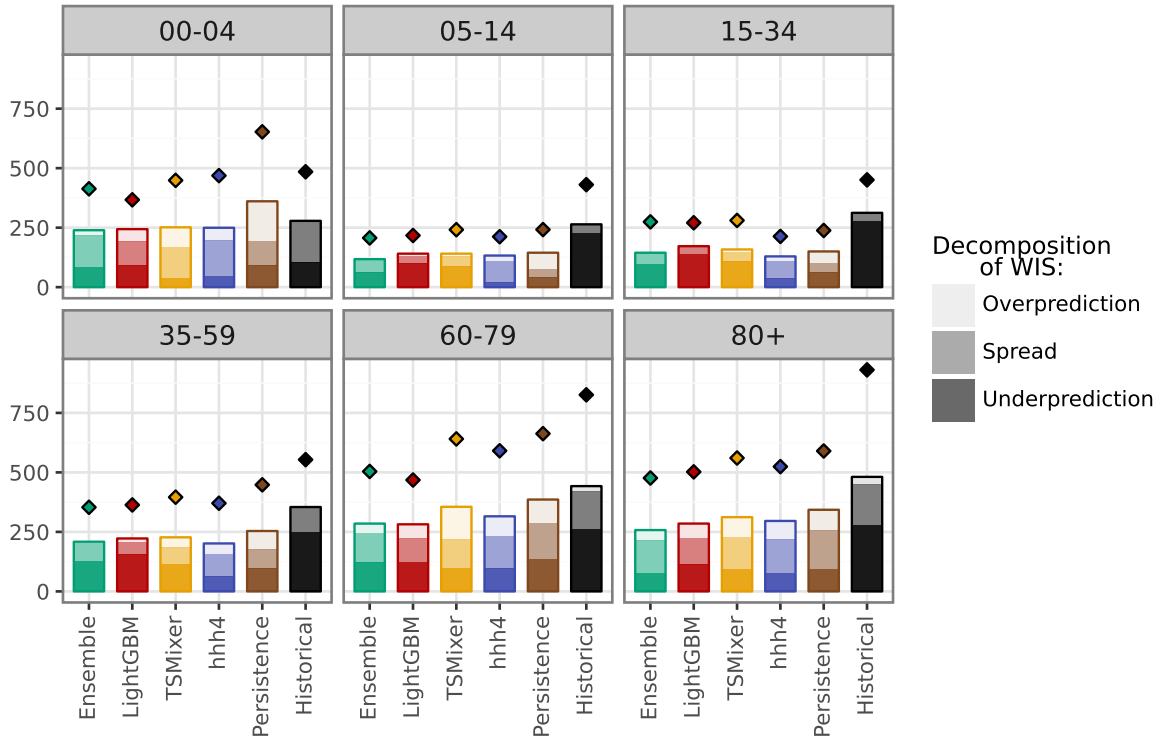 00-04 05-14 15-34
750
500
250
0
35-59 60-79 80+
750
500
250
0
Ensemble LightGBM TSMixer hhh4 Persistence Historical Ensemble LightGBM TSMixer hhh4 Persistence Historical Ensemble LightGBM TSMixer hhh4 Persistence Historical
Decomposition
of WIS:
Overprediction
Spread
Underprediction